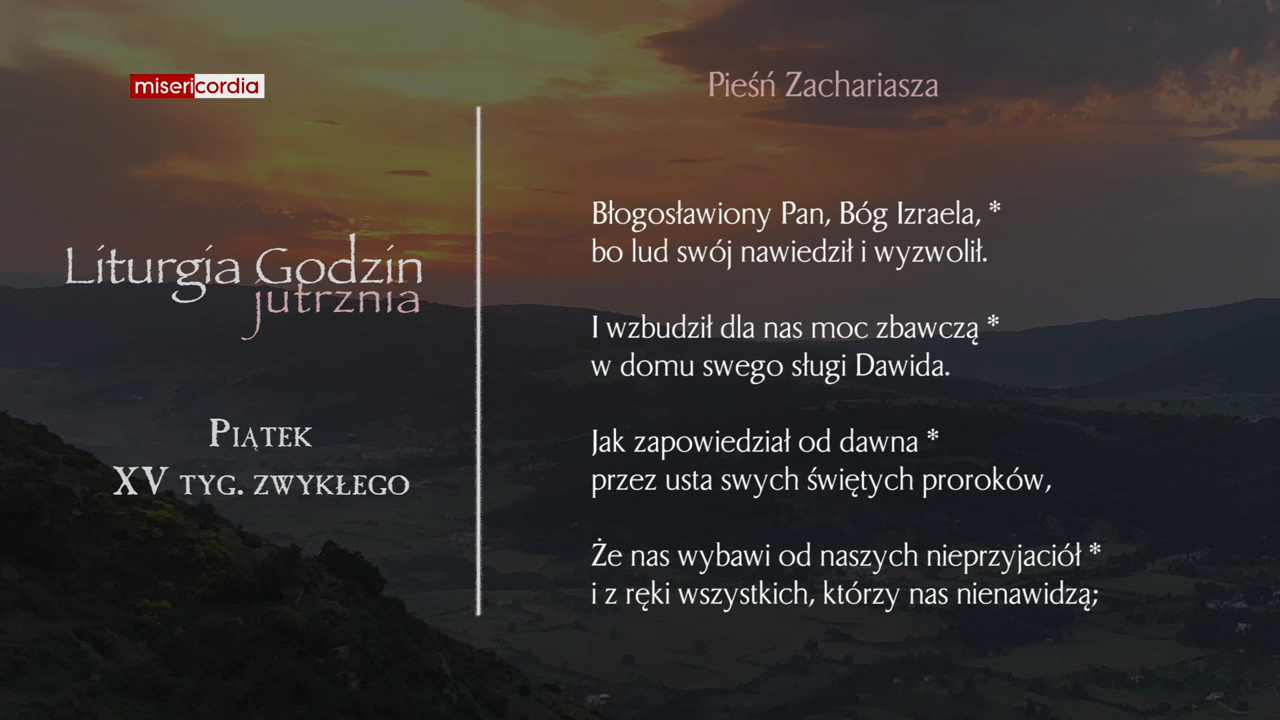 misericordia
Liturgia Godzin
jutrznia
Piątek
XV tyg. zwykłego
Pieśń Zachariasza
Błogosławiony Pan, Bóg Izraela, *
bo lud swój nawiedził i wyzwolił.
I wzbudził dla nas moc zbawczą *
w domu swego sługi Dawida.
Jak zapowiedział od dawna *
przez usta swych świętych proroków,
Że nas wybawi od naszych nieprzyjaciół *
i z ręki wszystkich, którzy nas nienawidzą;